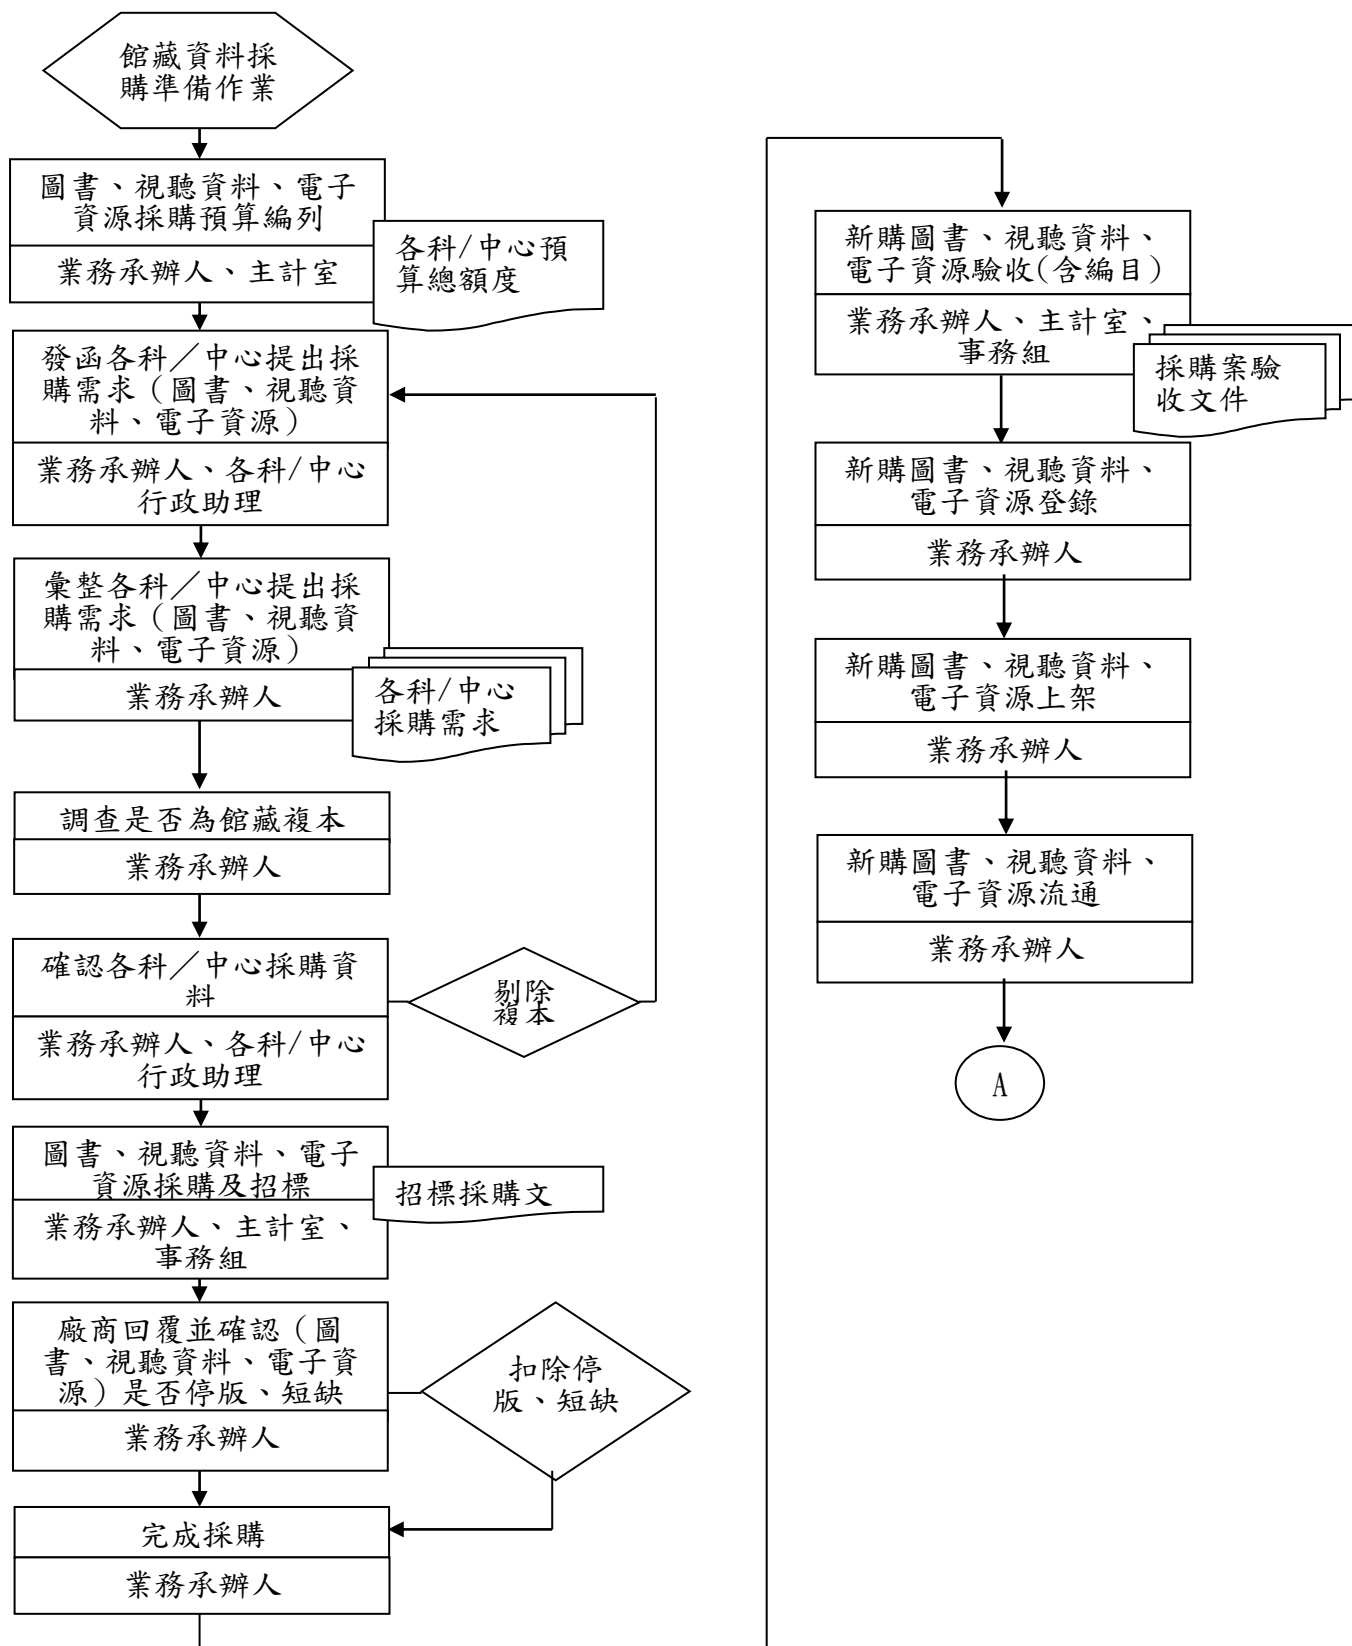 館藏資料採
購準備作業
圖書、視聽資料、電子
資源採購預算編列
業務承辦人、主計室
各科/中心預
算總額度
發函各科／中心提出採
購需求（圖書、視聽資
料、電子資源）
業務承辦人、各科/中心
行政助理
彙整各科／中心提出採
購需求（圖書、視聽資
料、電子資源）
業務承辦人
各科/中心
採購需求
調查是否為館藏複本
業務承辦人
確認各科／中心採購資
料
業務承辦人、各科/中心
行政助理
剔除
複本
圖書、視聽資料、電子
資源採購及招標
業務承辦人、主計室、
事務組
招標採購文
廠商回覆並確認（圖
書、視聽資料、電子資
源）是否停版、短缺
業務承辦人
扣除停
版、短缺
完成採購
業務承辦人
新購圖書、視聽資料、
電子資源驗收(含編目)
業務承辦人、主計室、
事務組
採購案驗
收文件
新購圖書、視聽資料、
電子資源登錄
業務承辦人
新購圖書、視聽資料、
電子資源上架
業務承辦人
新購圖書、視聽資料、
電子資源流通
業務承辦人
A